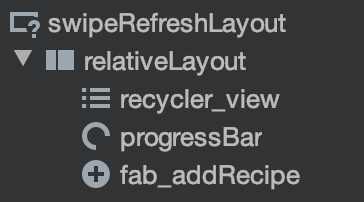 swipeRefreshLayout
relativeLayout
recycler_view
progressBar
fab_addRecipe